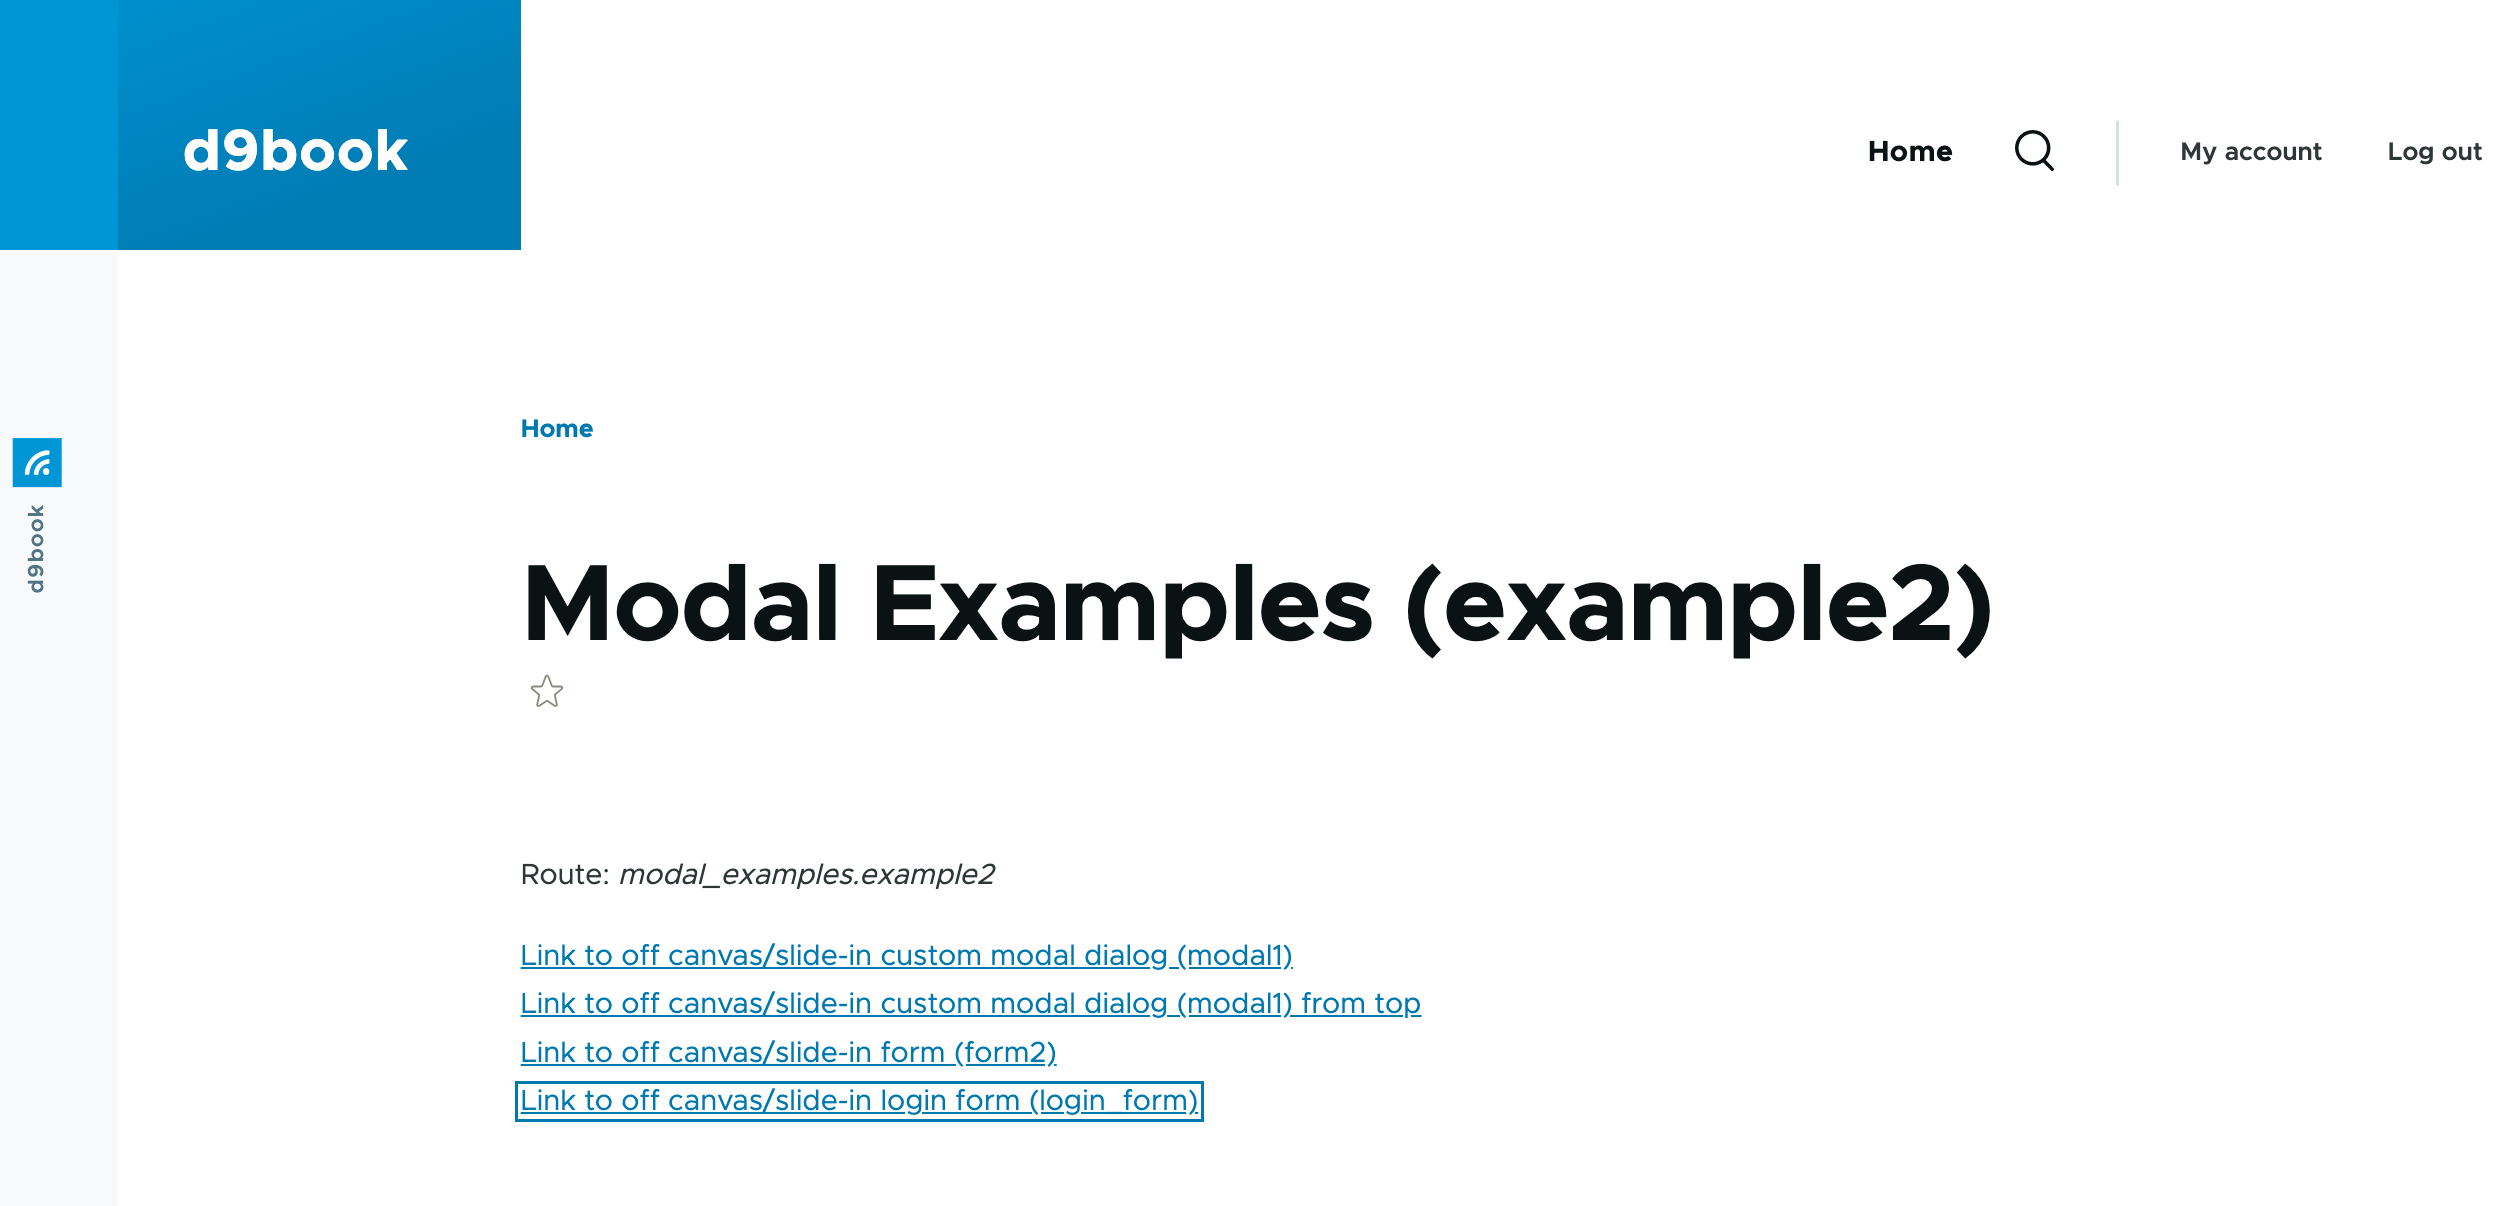 d9book
Home
My account
Log out
Home
d9book
Modal Examples (example2)
Route: modal_examples.example2
Link to off canvas/slide-in custom modal dialog (modal1)
Link to off canvas/slide-in custom modal dialog (modal1) from top
Link to off canvas/slide-in form (form2)
Link to off canvas/slide-in login form (login_form)